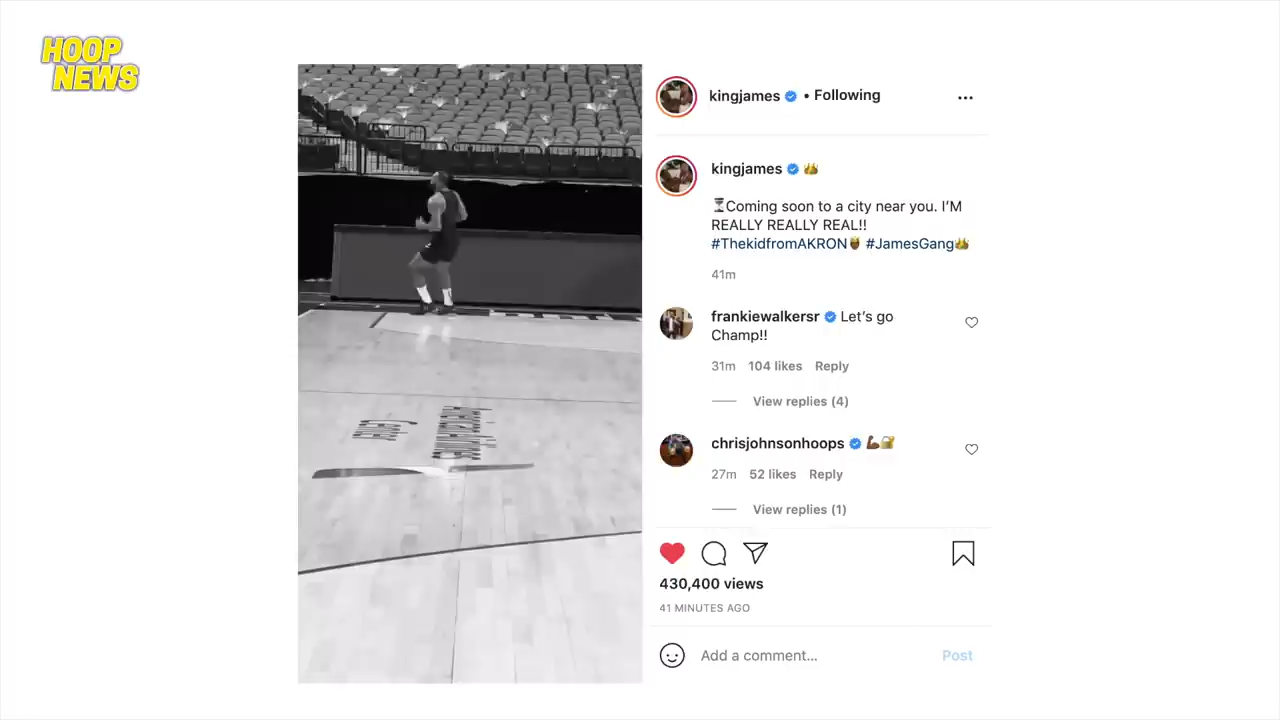 HOOP
NEWS
kingjames • Following
kingjames 👑
⏳Coming soon to a city near you. I'M
REALLY REALLY REAL!!
#ThekidfromAKRON🤴🏾 #JamesGang👑
41m
frankiewalkersr Let's go
Champ!!
31m 104 likes Reply
View replies (4)
chrisjohnsonhoops 💪🏾🔐
27m 52 likes Reply
View replies (1)
430,400 views
41 MINUTES AGO
Add a comment...
Post